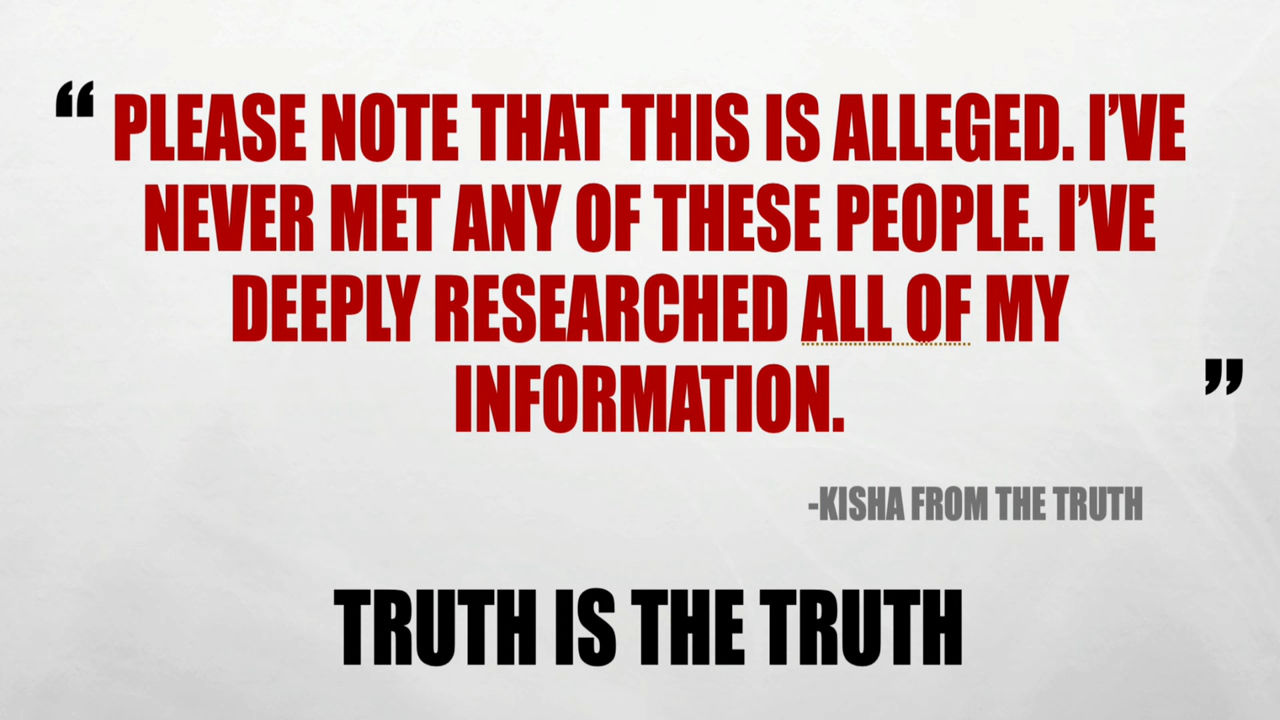 “ PLEASE NOTE THAT THIS IS ALLEGED. I’VE
NEVER MET ANY OF THESE PEOPLE. I’VE
DEEPLY RESEARCHED ALL OF MY
INFORMATION. ”
-KISHA FROM THE TRUTH
TRUTH IS THE TRUTH